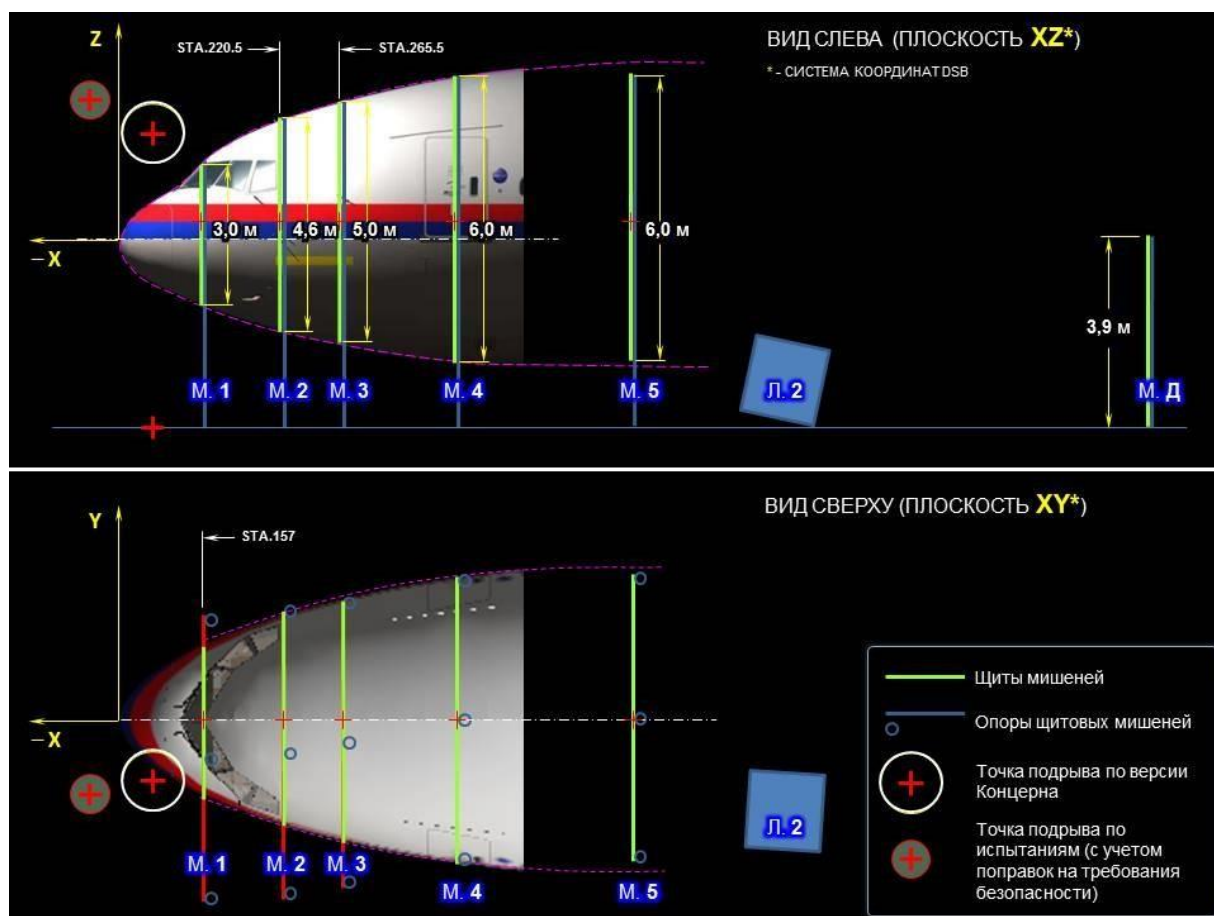 Z
STA.220.5
STA.265.5
ВИД СЛЕВА (ПЛОСКОСТЬ XZ*)
* - СИСТЕМА КООРДИНАТ DSB
3,0 м
4,6 м
5,0 м
6,0 м
6,0 м
–X
3,9 м
М. 1
М. 2
М. 3
М. 4
М. 5
Л. 2
М. Д
Y
STA.157
ВИД СВЕРХУ (ПЛОСКОСТЬ XY*)
–X
Щиты мишеней
Опоры щитовых мишеней
Точка подрыва по версии
Концерна
Точка подрыва по
испытаниям (с учетом
поправок на требования
безопасности)
Л. 2
М. 1
М. 2
М. 3
М. 4
М. 5